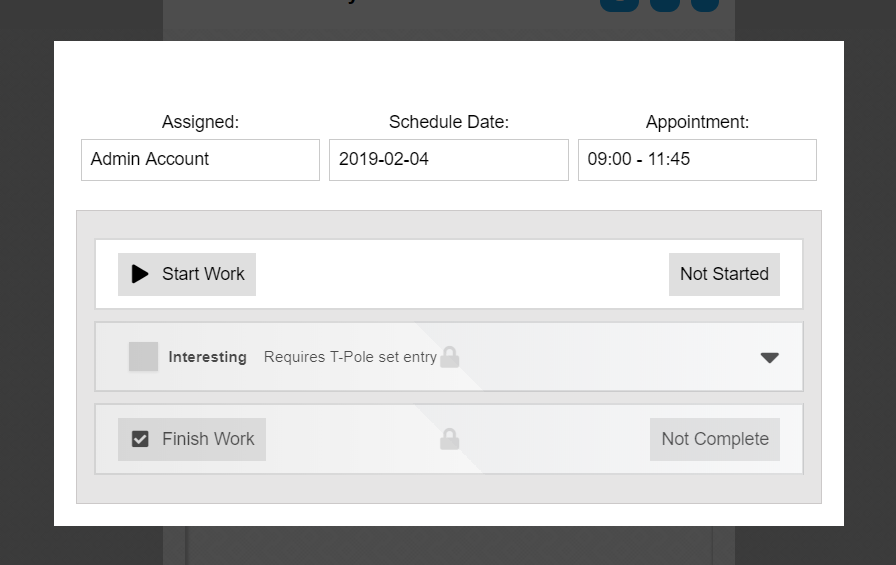 Assigned:
Schedule Date:
Appointment:
Admin Account
2019-02-04
09:00 - 11:45
Start Work
Not Started
Interesting Requires T-Pole set entry
Finish Work
Not Complete